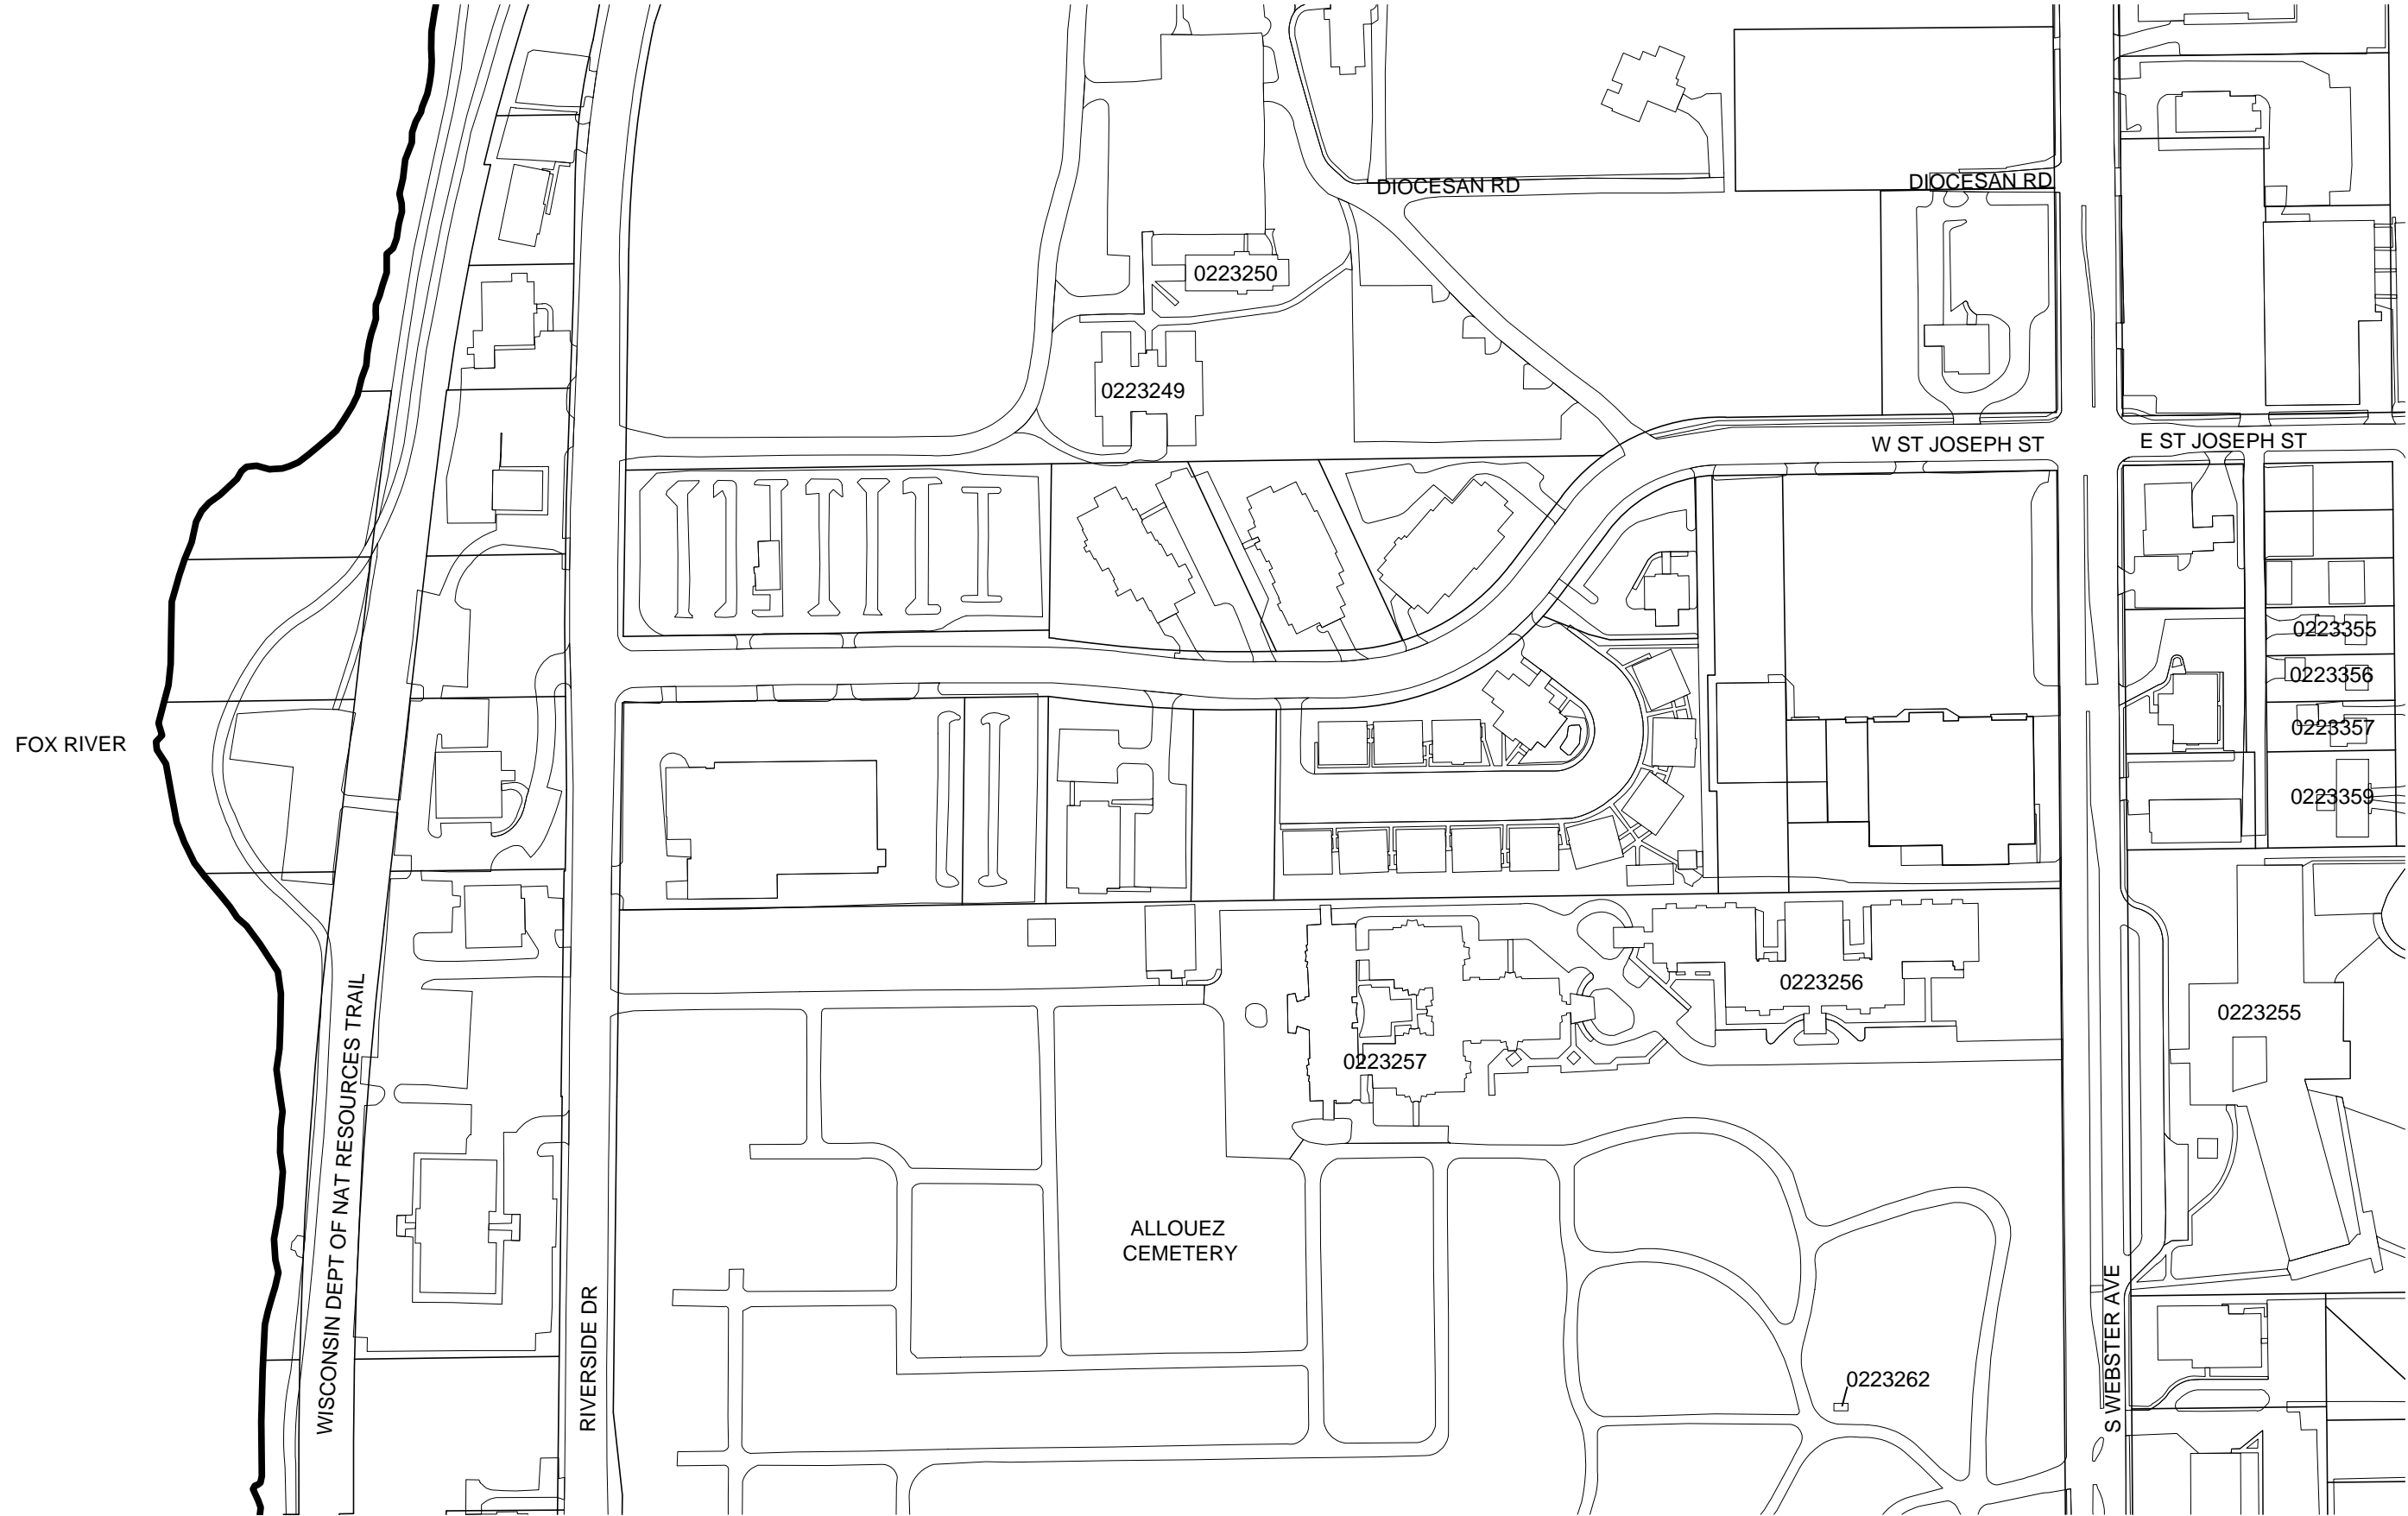 DIOCESAN RD
DIOCESAN RD
0223250
0223249
W ST JOSEPH ST
E ST JOSEPH ST
0223355
0223356
0223357
FOX RIVER
0223359
0223256
0223255
0223257
WISCONSIN DEPT OF NAT RESOURCES TRAIL
ALLOUEZ
CEMETERY
RIVERSIDE DR
S WEBSTER AVE
0223262